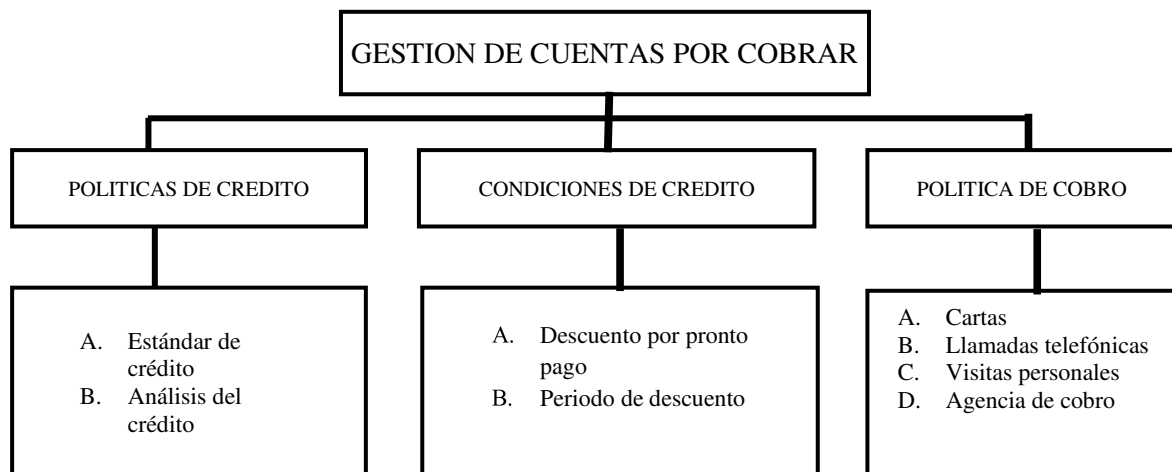 GESTION DE CUENTAS POR COBRAR
POLITICAS DE CREDITO
CONDICIONES DE CREDITO
POLITICA DE COBRO
A. Estándar de
crédito
B. Análisis del
crédito
A. Descuento por pronto
pago
B. Periodo de descuento
A. Cartas
B. Llamadas telefónicas
C. Visitas personales
D. Agencia de cobro